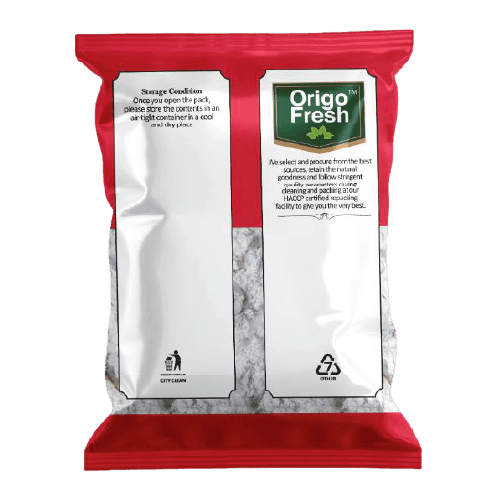 Storage Condition
Once you open the pack,
please store the contents in an
air-tight container in a cool
and dry place
Origo
Fresh
TM
We select and procure from the best
sources, retain the natural
goodness and follow stringent
quality parameters during
cleaning and packing at our
HACCP certified repacking
facility to give you the very best.
CITY CLEAN
7
OTHER